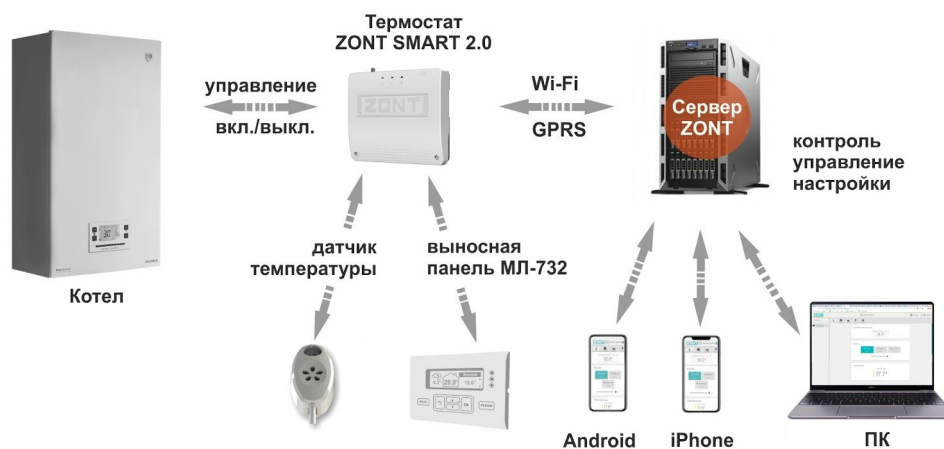 Термостат
ZONT SMART 2.0
управление
вкл./выкл.
ZONT
Wi-Fi
GPRS
Сервер
ZONT
контроль
управление
настройки
датчик
температуры
выносная
панель МЛ-732
Котел
Android
iPhone
ПК